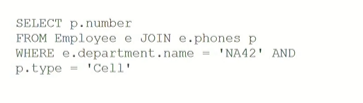 SELECT p.number
FROM Employee e JOIN e.phones p
WHERE e.department.name = 'NA42' AND
p.type = 'Cell'